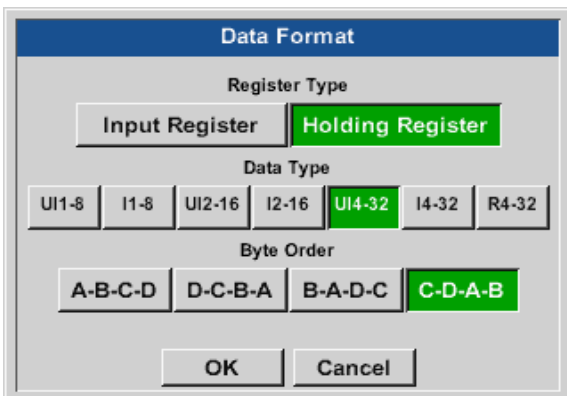 Data Format
Register Type
Input Register Holding Register
Data Type
UI1-8 I1-8 UI2-16 I2-16 UI4-32 I4-32 R4-32
Byte Order
A-B-C-D D-C-B-A B-A-D-C C-D-A-B
OK Cancel